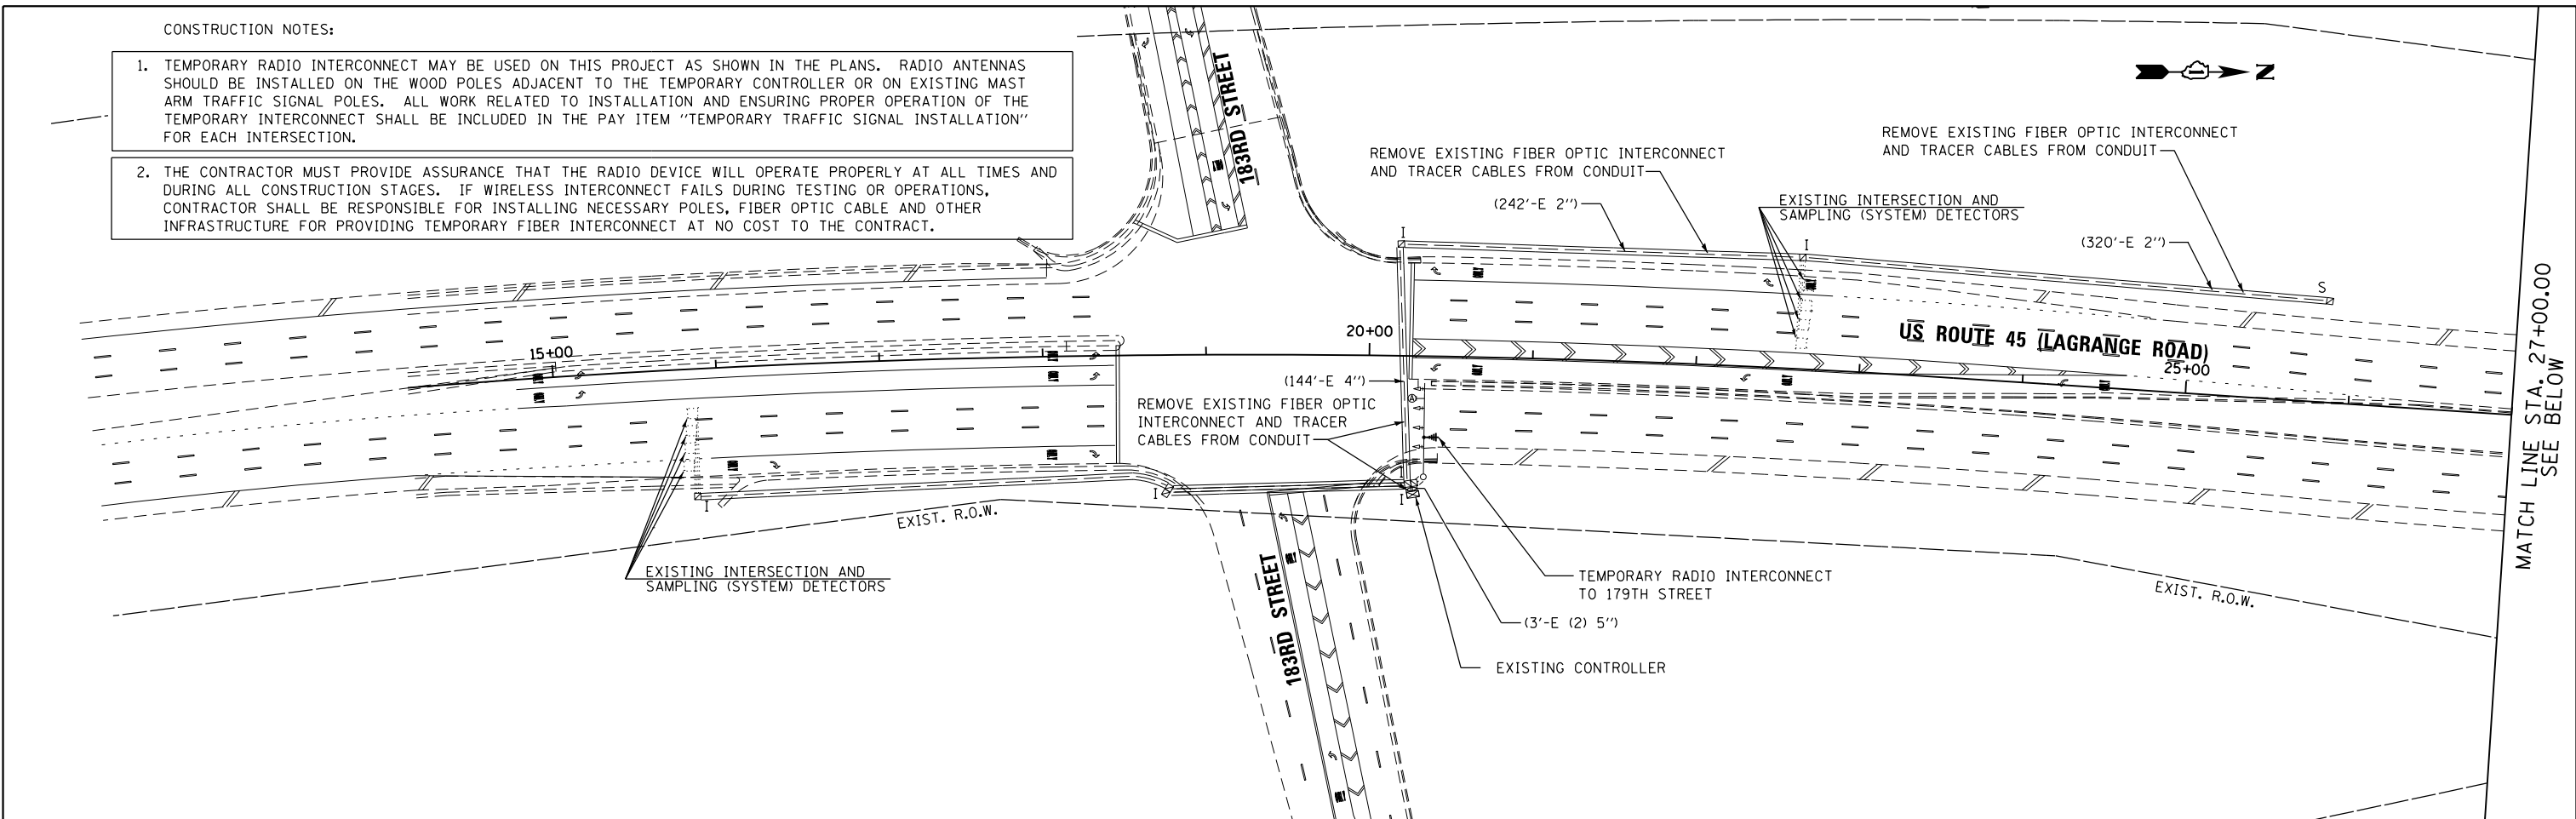 CONSTRUCTION NOTES:
1. TEMPORARY RADIO INTERCONNECT MAY BE USED ON THIS PROJECT AS SHOWN IN THE PLANS. RADIO ANTENNAS
SHOULD BE INSTALLED ON THE WOOD POLES ADJACENT TO THE TEMPORARY CONTROLLER OR ON EXISTING MAST
ARM TRAFFIC SIGNAL POLES. ALL WORK RELATED TO INSTALLATION AND ENSURING PROPER OPERATION OF THE
TEMPORARY INTERCONNECT SHALL BE INCLUDED IN THE PAY ITEM "TEMPORARY TRAFFIC SIGNAL INSTALLATION"
FOR EACH INTERSECTION.
2. THE CONTRACTOR MUST PROVIDE ASSURANCE THAT THE RADIO DEVICE WILL OPERATE PROPERLY AT ALL TIMES AND
DURING ALL CONSTRUCTION STAGES. IF WIRELESS INTERCONNECT FAILS DURING TESTING OR OPERATIONS,
CONTRACTOR SHALL BE RESPONSIBLE FOR INSTALLING NECESSARY POLES, FIBER OPTIC CABLE AND OTHER
INFRASTRUCTURE FOR PROVIDING TEMPORARY FIBER INTERCONNECT AT NO COST TO THE CONTRACT.
183RD STREET
N
REMOVE EXISTING FIBER OPTIC INTERCONNECT
AND TRACER CABLES FROM CONDUIT
(242'-E 2")
REMOVE EXISTING FIBER OPTIC INTERCONNECT
AND TRACER CABLES FROM CONDUIT
EXISTING INTERSECTION AND
SAMPLING (SYSTEM) DETECTORS
(320'-E 2")
I
I
S
15+00
20+00
US ROUTE 45 (LAGRANGE ROAD)
25+00
MATCH LINE STA. 27+00.00
SEE BELOW
(144'-E 4")
REMOVE EXISTING FIBER OPTIC
INTERCONNECT AND TRACER
CABLES FROM CONDUIT
A
I
I
I
EXIST. R.O.W.
EXISTING INTERSECTION AND
SAMPLING (SYSTEM) DETECTORS
183RD STREET
TEMPORARY RADIO INTERCONNECT
TO 179TH STREET
(3'-E (2) 5")
EXISTING CONTROLLER
EXIST. R.O.W.